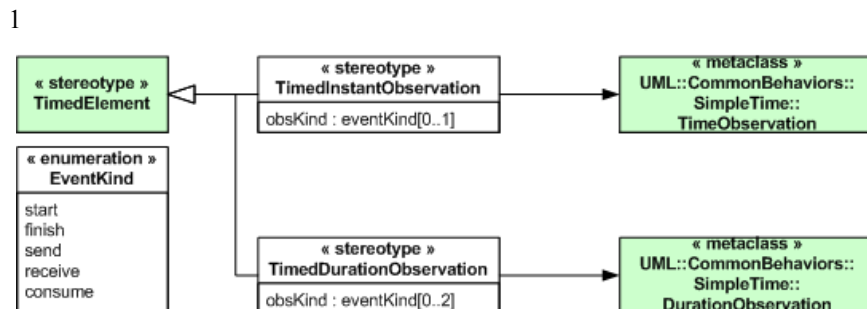 1
« stereotype »
TimedElement
« stereotype »
TimedInstantObservation
obsKind : eventKind[0..1]
« metaclass »
UML::CommonBehaviors::
SimpleTime::
TimeObservation
« enumeration »
EventKind
start
finish
send
receive
consume
« stereotype »
TimedDurationObservation
obsKind : eventKind[0..2]
« metaclass »
UML::CommonBehaviors::
SimpleTime::
DurationObservation